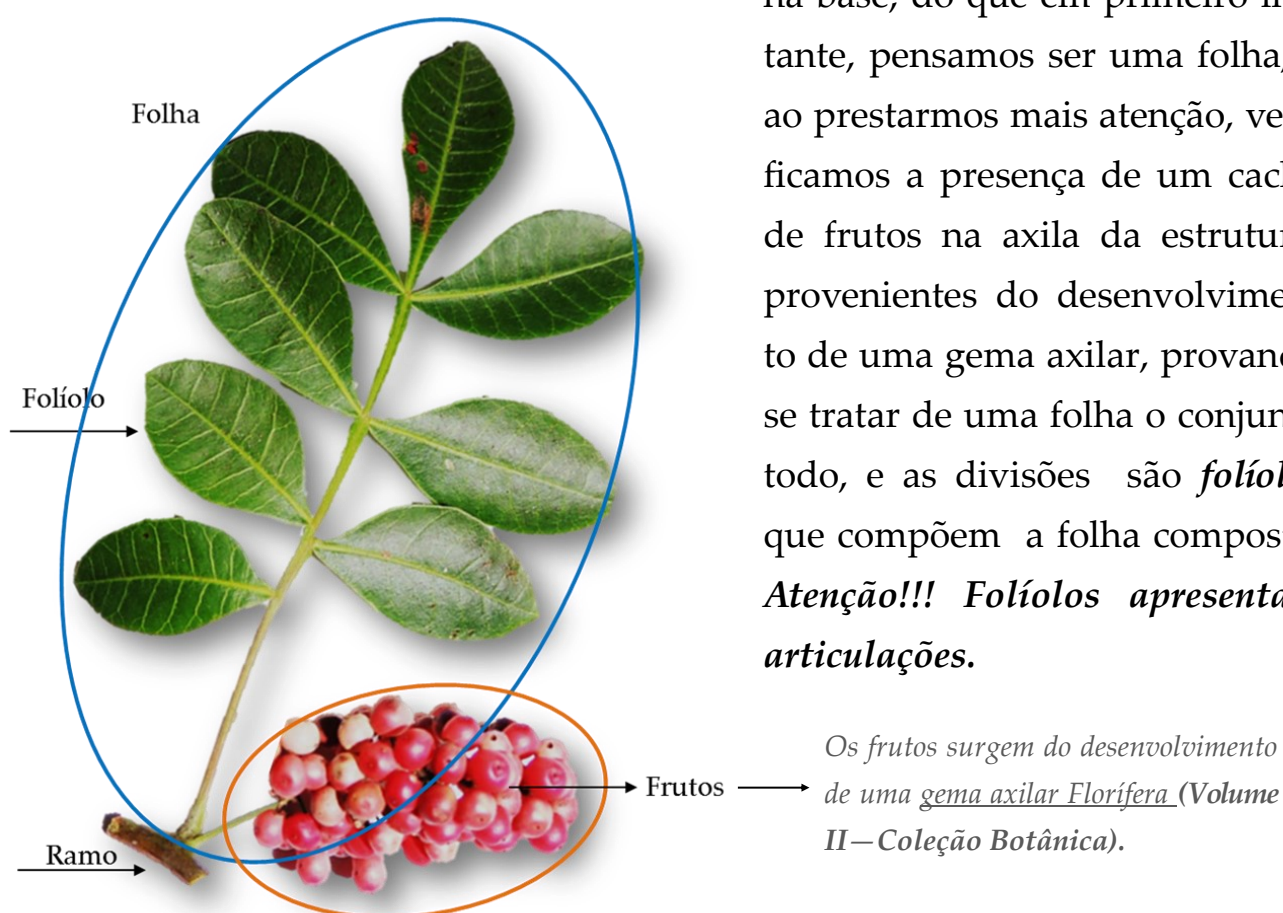 Folha
Folíolo
Ramo
na base, do que em primeiro
tante, pensamos ser uma folha,
ao prestarmos mais atenção, ve
ficamos a presença de um cach
de frutos na axila da estrutur
provenientes do desenvolvime
to de uma gema axilar, provand
se tratar de uma folha o conjun
todo, e as divisões são folíol
que compõem a folha compos
Atenção!!! Folíolos apresenta
articulações.
Frutos
Os frutos surgem do desenvolvimento
de uma gema axilar Florífera (Volume
II—Coleção Botânica).